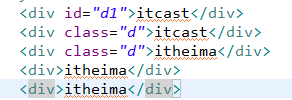 <div id="d1">itcast</div>
<div class="d">itcast</div>
<div class="d">itheima</div>
<div>itheima</div>
<div>itheima</div>